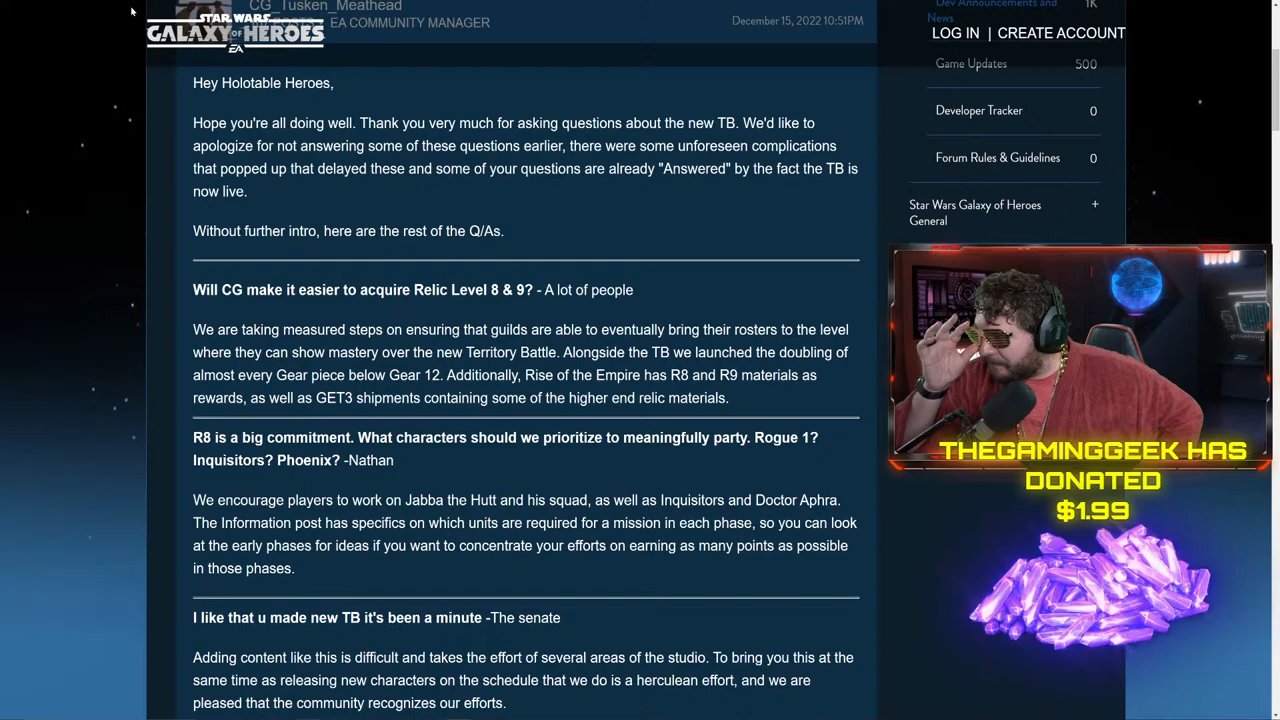 CG_Tusken_Meathead
EA COMMUNITY MANAGER
December 15, 2022 10:51PM
STAR WARS
GALAXY OF HEROES
EA
Dev Announcements and News
1K
LOG IN | CREATE ACCOUNT
Game Updates 500
Developer Tracker 0
Forum Rules & Guidelines 0
Star Wars Galaxy of Heroes +
General
Hey Holotable Heroes,
Hope you're all doing well. Thank you very much for asking questions about the new TB. We'd like to
apologize for not answering some of these questions earlier, there were some unforeseen complications
that popped up that delayed these and some of your questions are already "Answered" by the fact the TB is
now live.
Without further intro, here are the rest of the Q/As.
Will CG make it easier to acquire Relic Level 8 & 9? - A lot of people
We are taking measured steps on ensuring that guilds are able to eventually bring their rosters to the level
where they can show mastery over the new Territory Battle. Alongside the TB we launched the doubling of
almost every Gear piece below Gear 12. Additionally, Rise of the Empire has R8 and R9 materials as
rewards, as well as GET3 shipments containing some of the higher end relic materials.
R8 is a big commitment. What characters should we prioritize to meaningfully party. Rogue 1?
Inquisitors? Phoenix? -Nathan
We encourage players to work on Jabba the Hutt and his squad, as well as Inquisitors and Doctor Aphra.
The Information post has specifics on which units are required for a mission in each phase, so you can look
at the early phases for ideas if you want to concentrate your efforts on earning as many points as possible
in those phases.
I like that u made new TB it's been a minute -The senate
Adding content like this is difficult and takes the effort of several areas of the studio. To bring you this at the
same time as releasing new characters on the schedule that we do is a herculean effort, and we are
pleased that the community recognizes our efforts.
THEGAMINGGEEK HAS
DONATED
$1.99